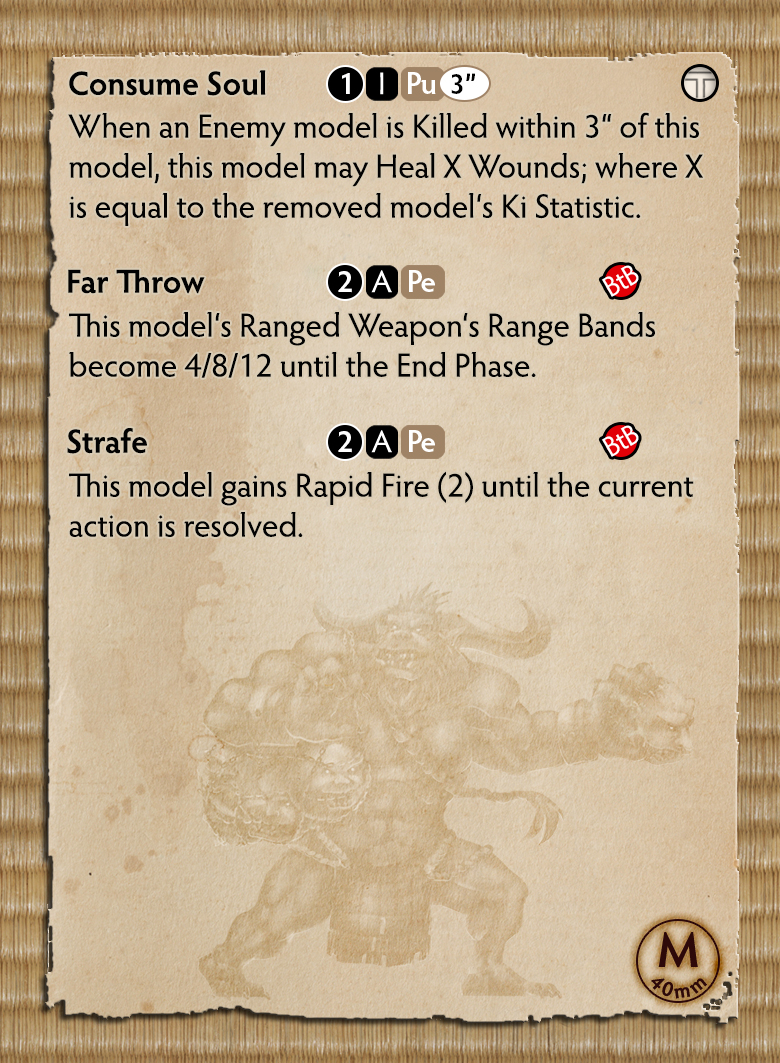 Consume Soul 1 I Pu 3" T
When an Enemy model is Killed within 3" of this
model, this model may Heal X Wounds; where X
is equal to the removed model's Ki Statistic.
Far Throw 2 A Pe BtB
This model's Ranged Weapon's Range Bands
become 4/8/12 until the End Phase.
Strafe 2 A Pe BtB
This model gains Rapid Fire (2) until the current
action is resolved.
M
40mm